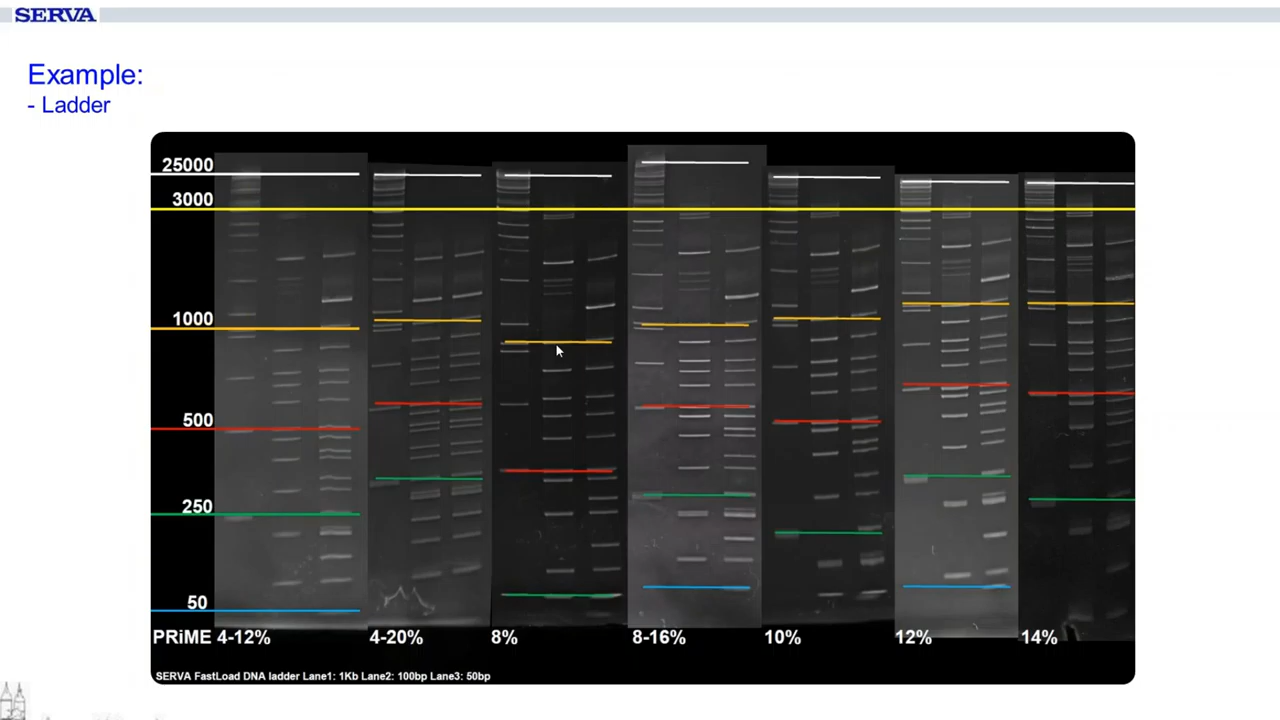 SERVA
Example:
- Ladder
25000
3000
1000
500
250
50
PRiME 4-12% 4-20% 8% 8-16% 10% 12% 14%
SERVA FastLoad DNA ladder Lane1: 1Kb Lane2: 100bp Lane3: 50bp